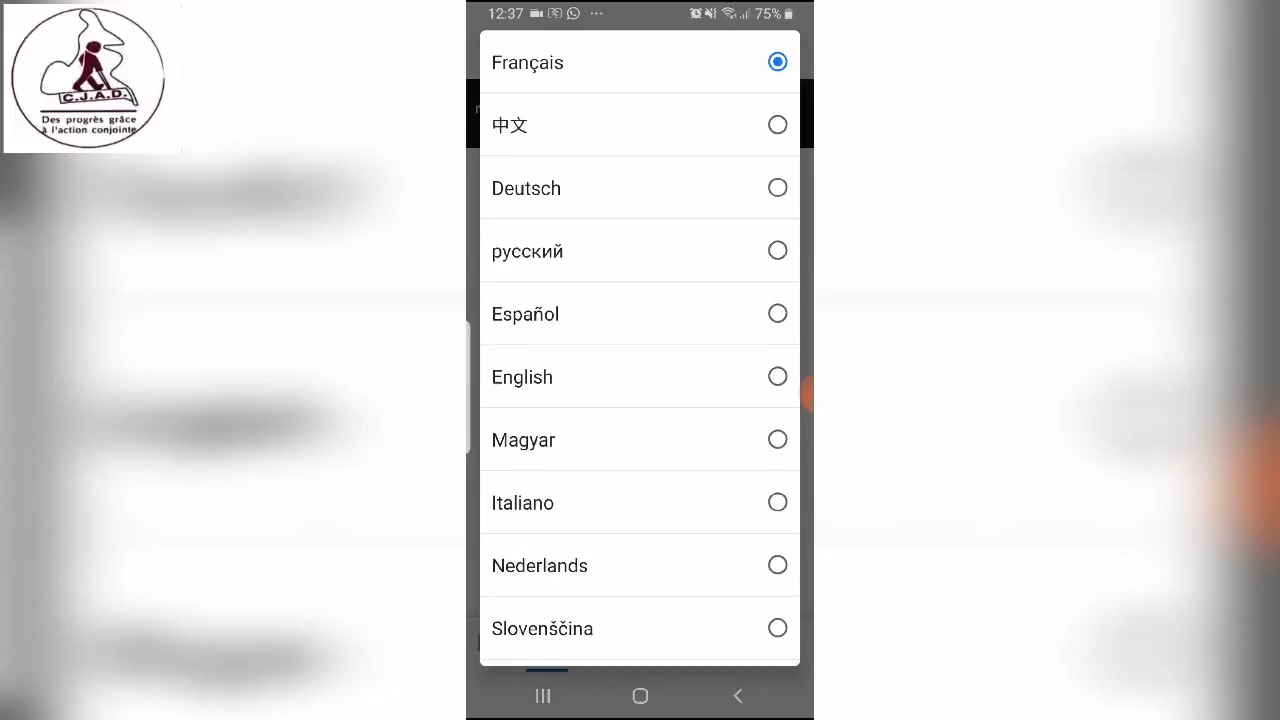 C.J.A.D.
Des progrès grâce
à l'action conjointe
12:37
75%
Français
中文
Deutsch
русский
Español
English
Magyar
Italiano
Nederlands
Slovenščina